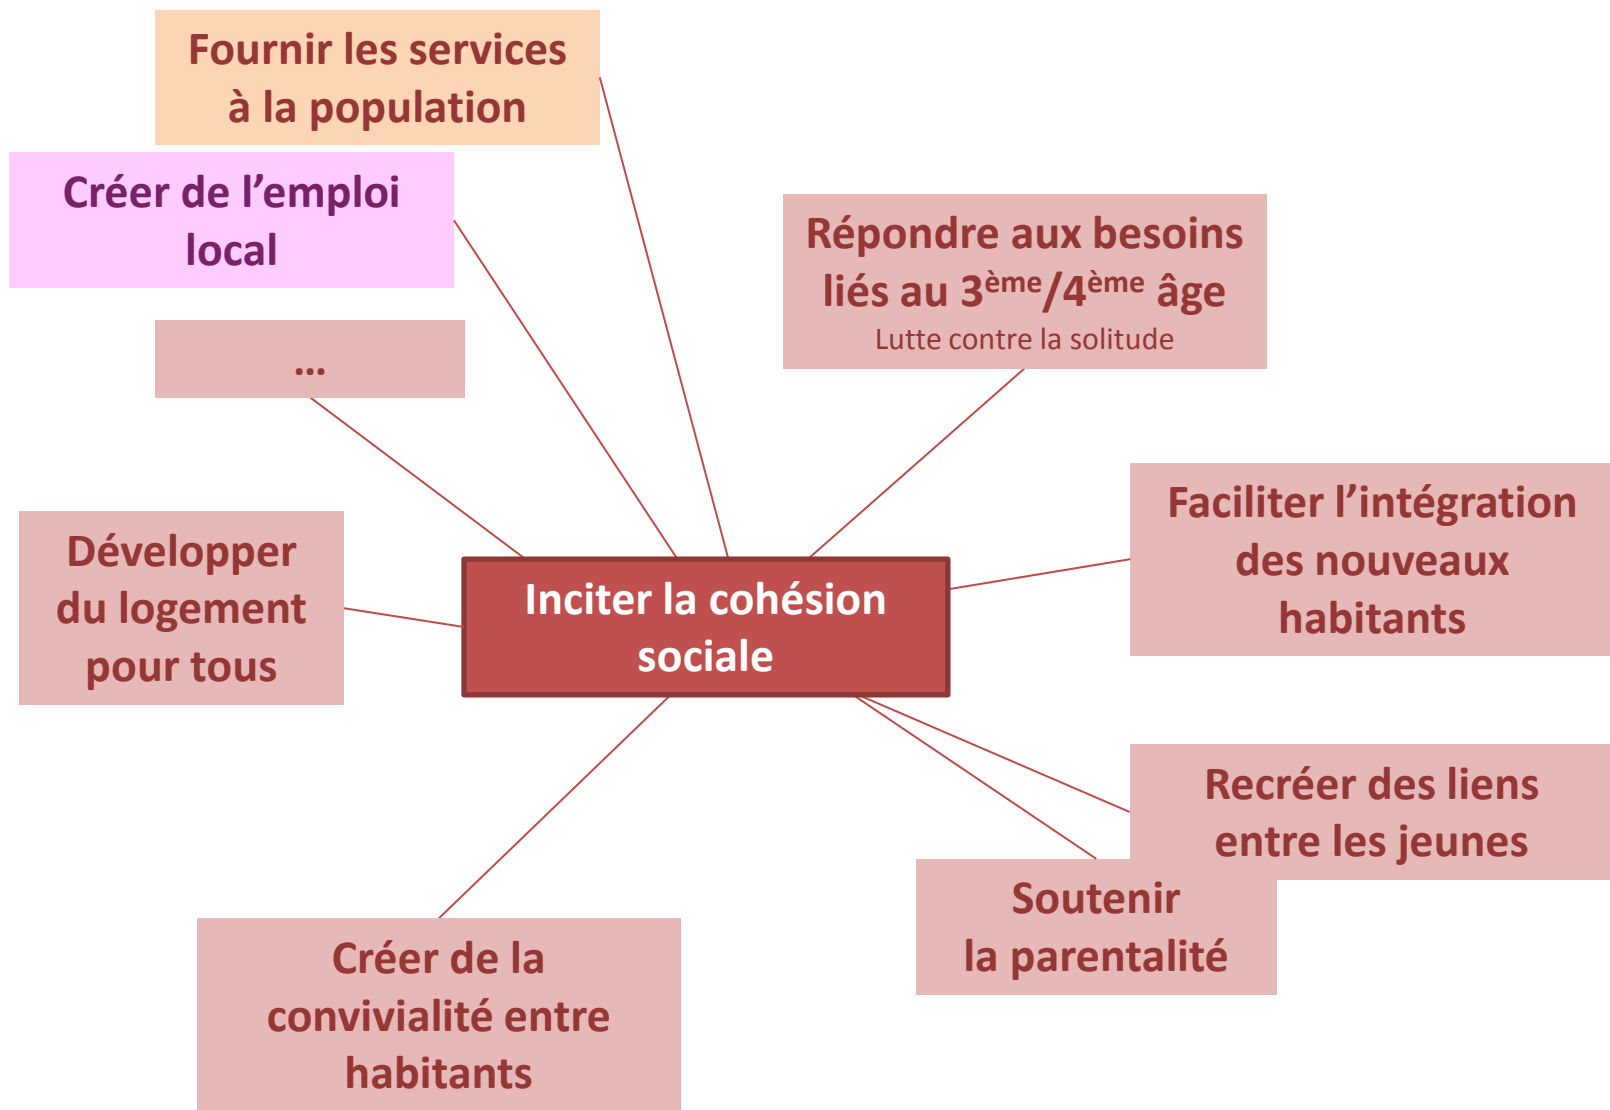 Fournir les services
à la population
Créer de l’emploi
local
...
Répondre aux besoins
liés au 3ème/4ème âge
Lutte contre la solitude
Développer
du logement
pour tous
Inciter la cohésion
sociale
Faciliter l’intégration
des nouveaux
habitants
Recréer des liens
entre les jeunes
Soutenir
la parentalité
Créer de la
convivialité entre
habitants